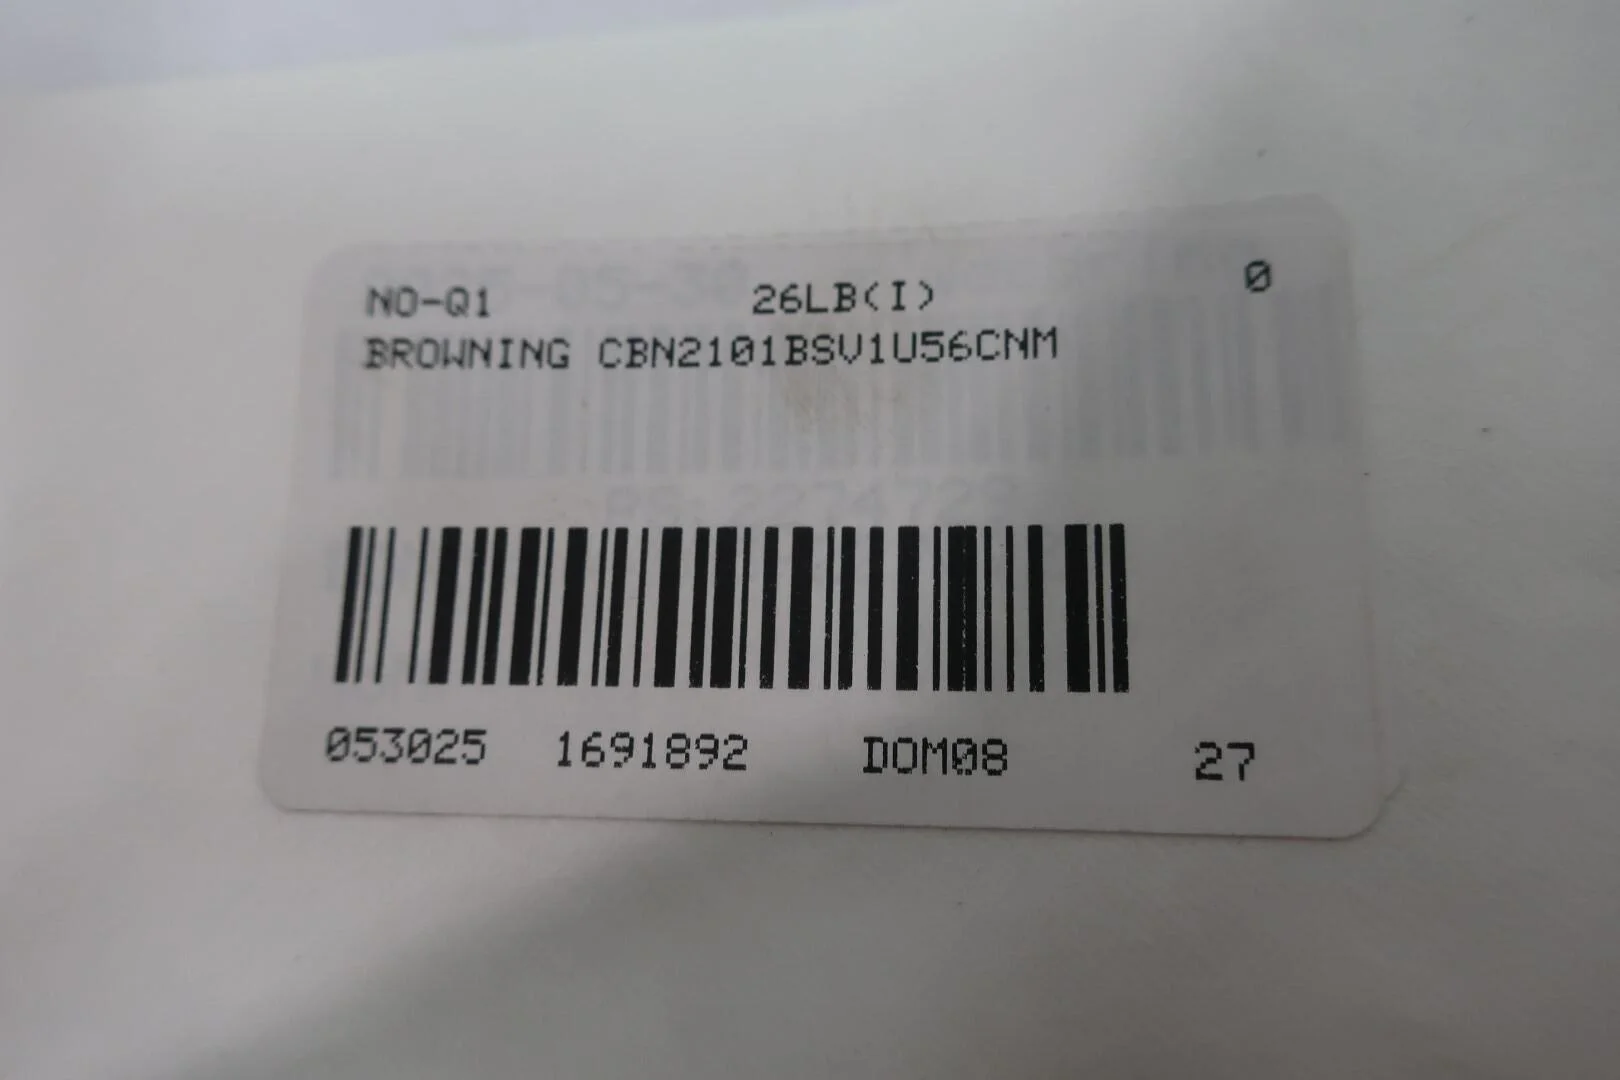 NO-Q1 26LB(I) 0
BROWNING CBN2101BSV1U56CNM
053025 1691892 DOM08 27